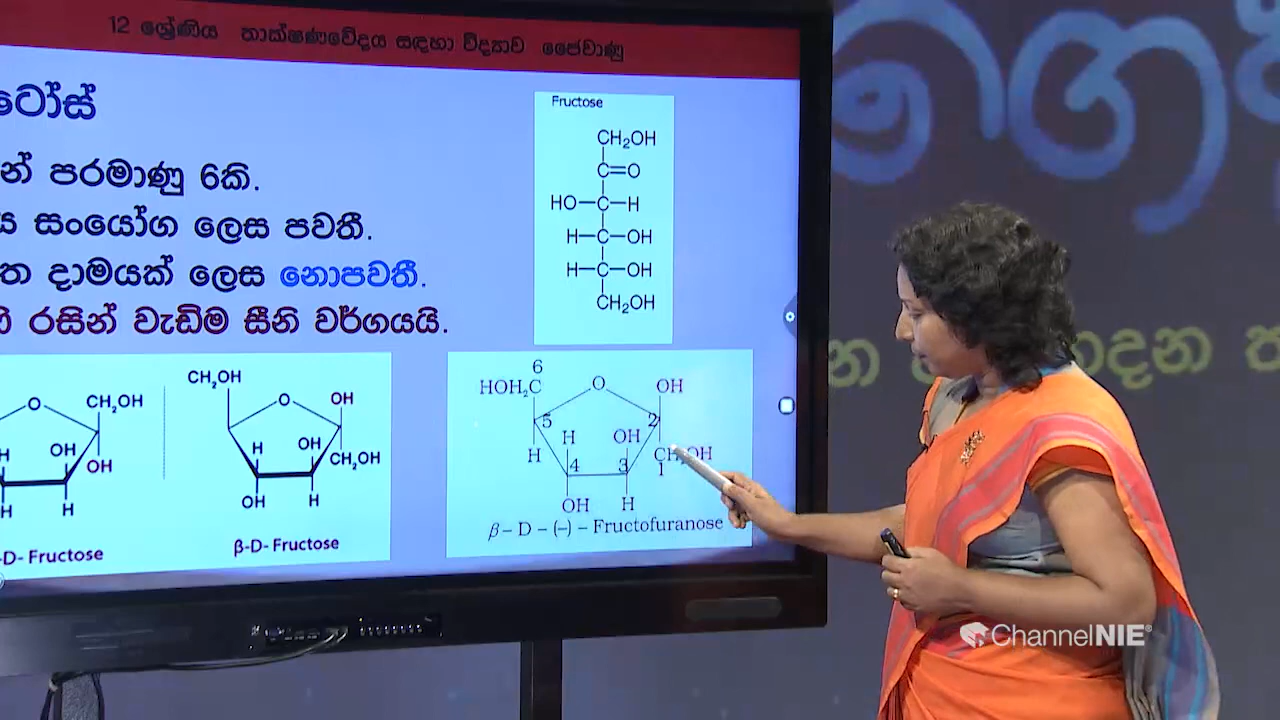 12 ශ්‍රේණිය තාක්ෂණවේදය සඳහා විද්‍යාව ජෛවාණු
ටෝස්
න් පරමාණු 6කි.
ය සංයෝග ලෙස පවතී.
ත දාමයක් ලෙස නොපවතී.
රසින් වැඩිම සීනි වර්ගයයි.
Fructose
CH₂OH
C=O
HO-C-H
H-C-OH
H-C-OH
CH₂OH
O CH₂OH
H OH OH
H H
-D- Fructose
CH₂OH O OH
H OH CH₂OH
OH H
β-D- Fructose
6
HOH₂C O OH
5 2
H H OH CH₂OH
4 3 1
OH H
β – D – (–) – Fructofuranose
ChannelNIE